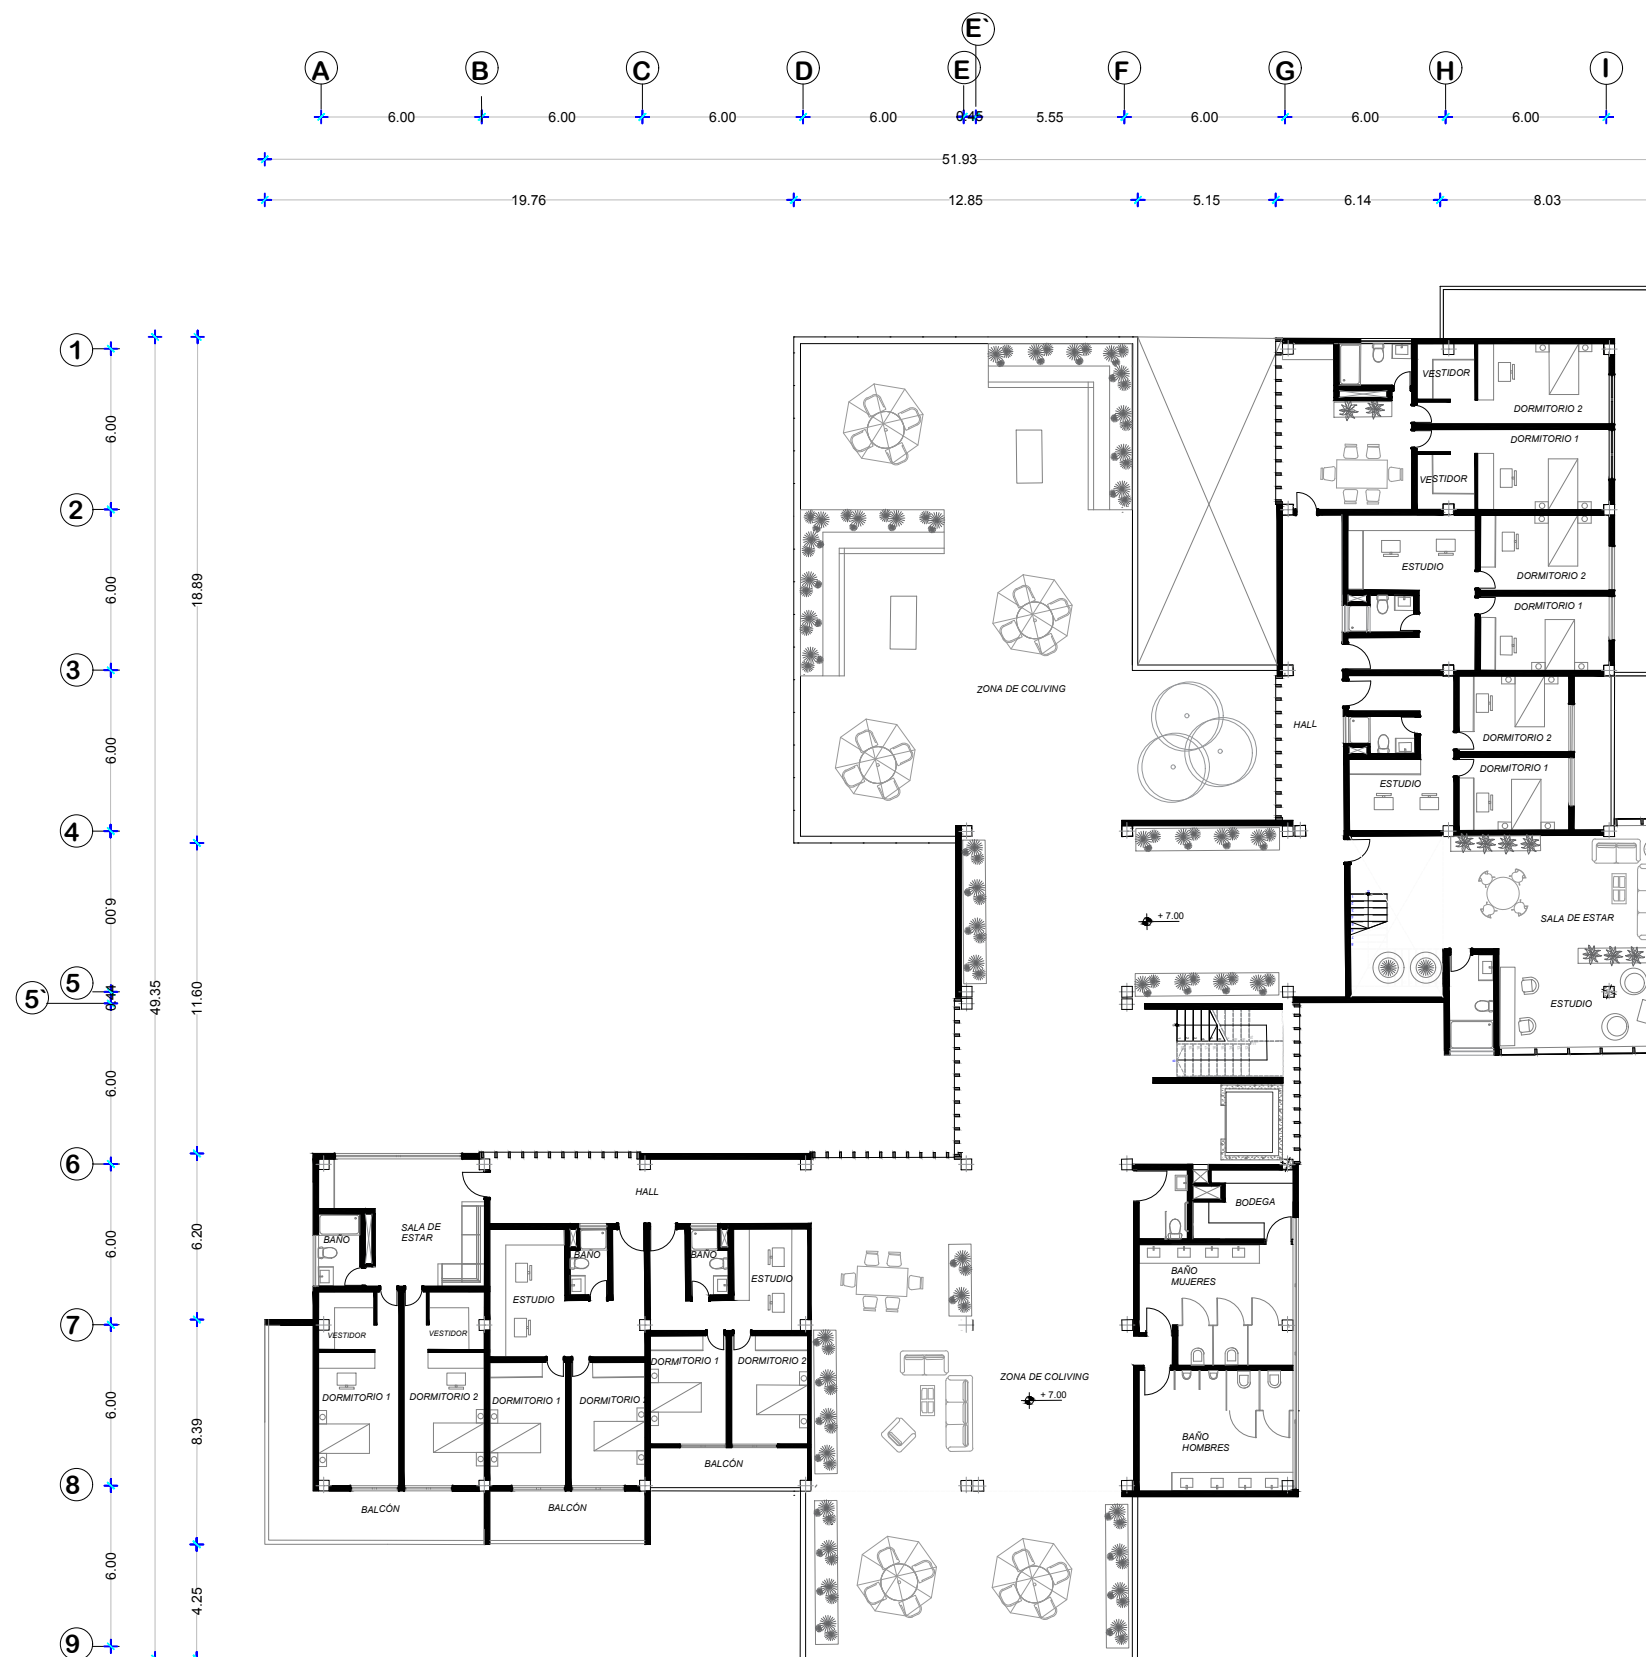 E`
A B C D E F G H I
6.00 6.00 6.00 6.00 0.45 5.55 6.00 6.00 6.00
51.93
19.76 12.85 5.15 6.14 8.03
1
VESTIDOR
DORMITORIO 2
6.00
DORMITORIO 1
VESTIDOR
2
ESTUDIO
DORMITORIO 2
6.00
18.89
DORMITORIO 1
3
ZONA DE COLIVING
HALL
DORMITORIO 2
6.00
DORMITORIO 1
ESTUDIO
4
6.00
+ 7.00
SALA DE ESTAR
5
5`
49.35
11.60
ESTUDIO
6.00
6
HALL
BODEGA
SALA DE
ESTAR
6.00
6.20
BAÑO
BAÑO
BAÑO
BAÑO
MUJERES
ESTUDIO
ESTUDIO
7
VESTIDOR
VESTIDOR
DORMITORIO 1
DORMITORIO 2
ZONA DE COLIVING
+ 7.00
DORMITORIO 1
DORMITORIO 2
DORMITORIO 1
DORMITORIO
6.00
8.39
BAÑO
HOMBRES
BALCÓN
8
BALCÓN
BALCÓN
6.00
4.25
9